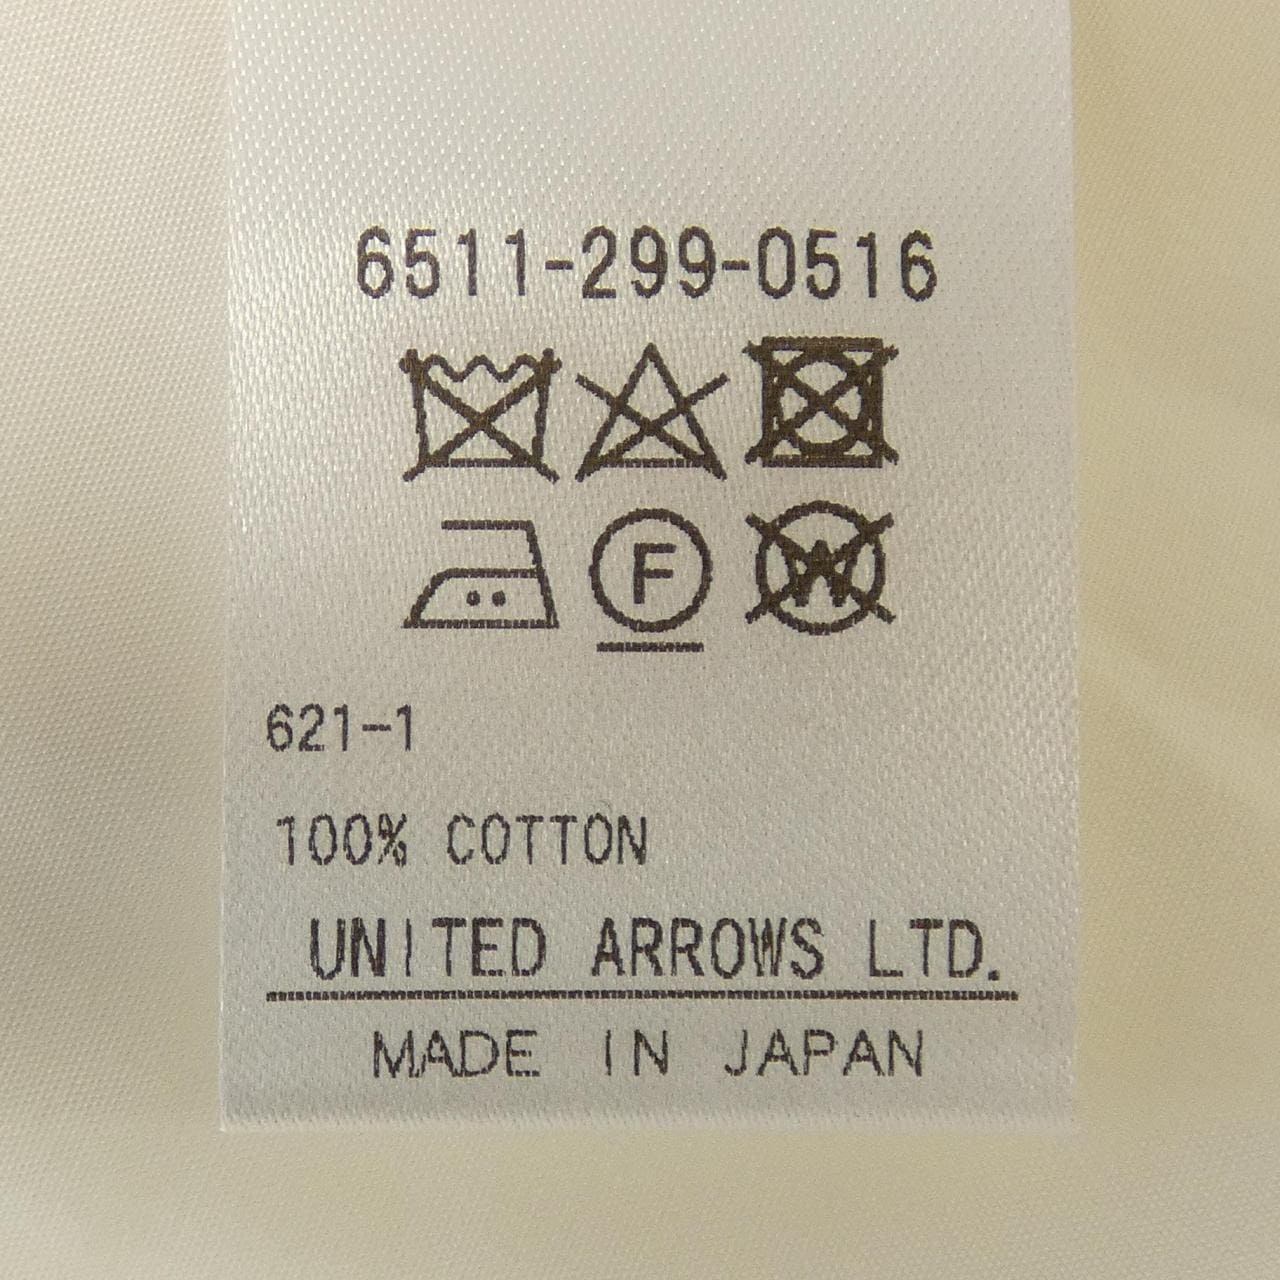 6511-299-0516
F W
621-1
100% COTTON
UNITED ARROWS LTD.
MADE IN JAPAN